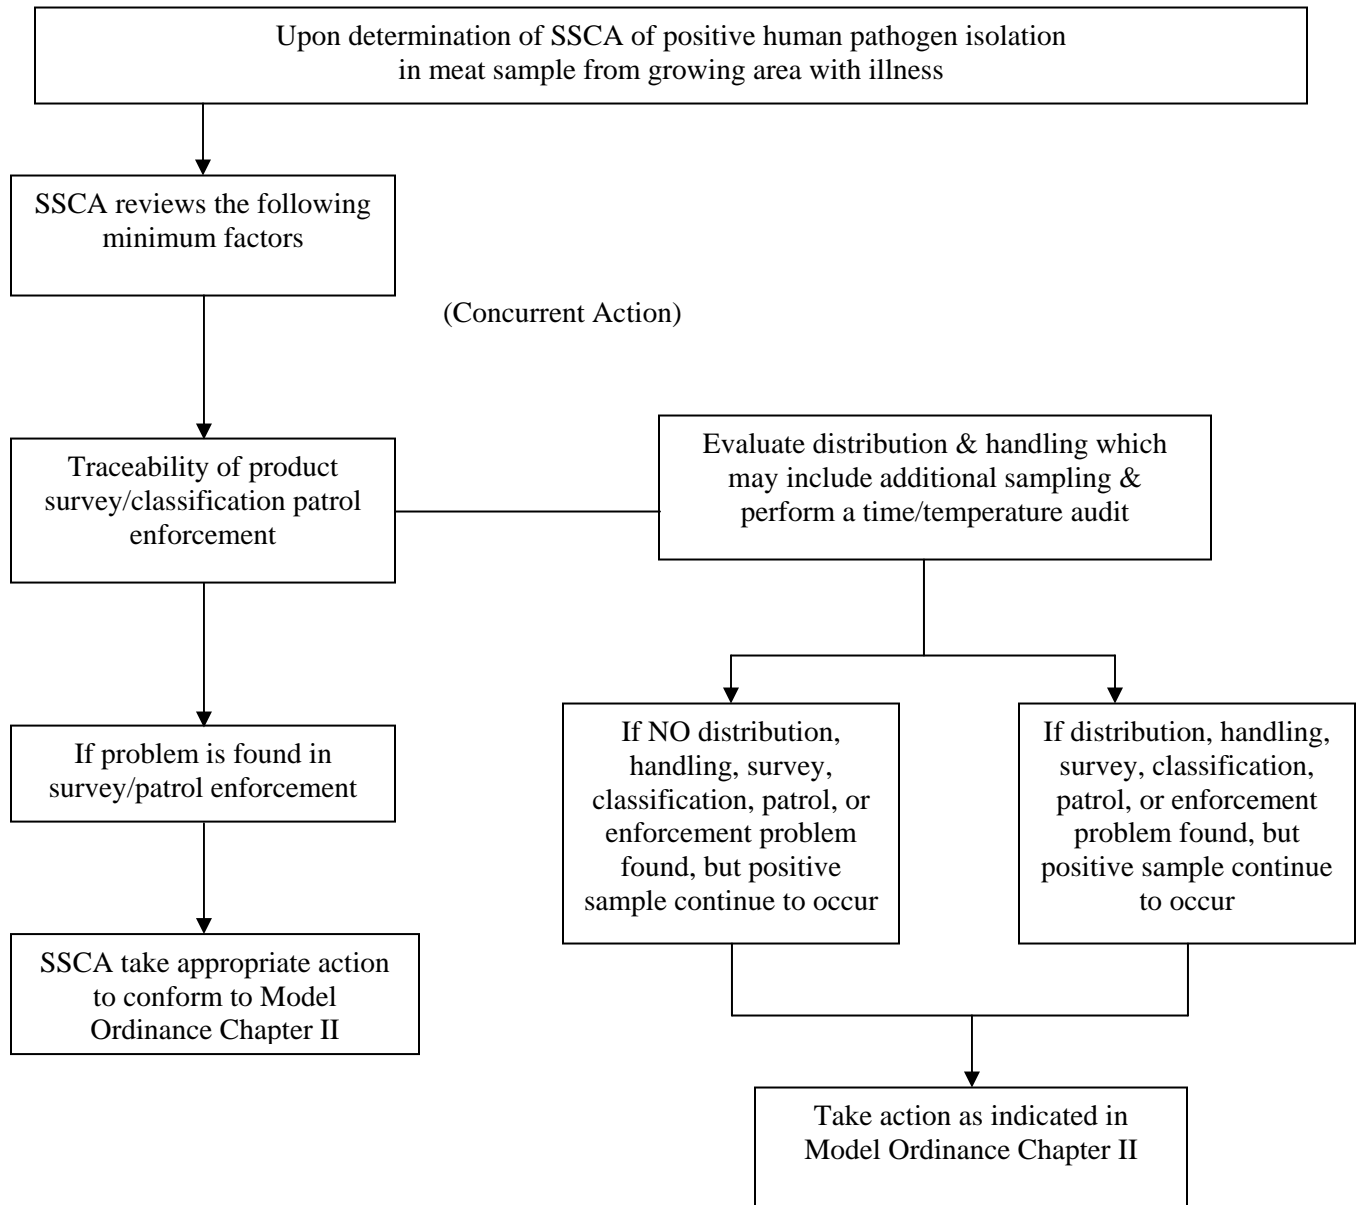 Upon determination of SSCA of positive human pathogen isolation
in meat sample from growing area with illness
SSCA reviews the following
minimum factors
(Concurrent Action)
Traceability of product
survey/classification patrol
enforcement
Evaluate distribution & handling which
may include additional sampling &
perform a time/temperature audit
If problem is found in
survey/patrol enforcement
If NO distribution,
handling, survey,
classification, patrol, or
enforcement problem
found, but positive
sample continue to occur
If distribution, handling,
survey, classification,
patrol, or enforcement
problem found, but
positive sample continue
to occur
SSCA take appropriate action
to conform to Model
Ordinance Chapter II
Take action as indicated in
Model Ordinance Chapter II